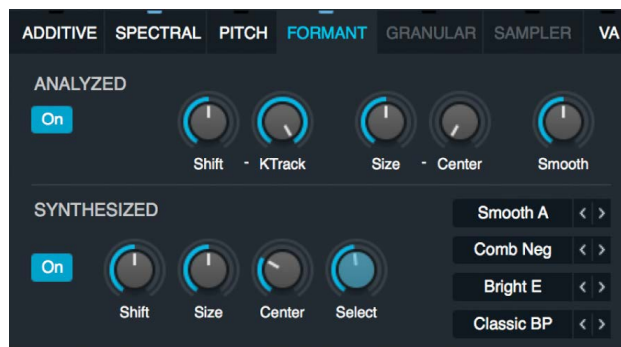 ADDITIVE SPECTRAL PITCH FORMANT GRANULAR SAMPLER VA
ANALYZED
On
Shift - KTrack Size - Center Smooth
SYNTHESIZED
Smooth A < >
Comb Neg < >
On
Bright E < >
Shift Size Center Select
Classic BP < >